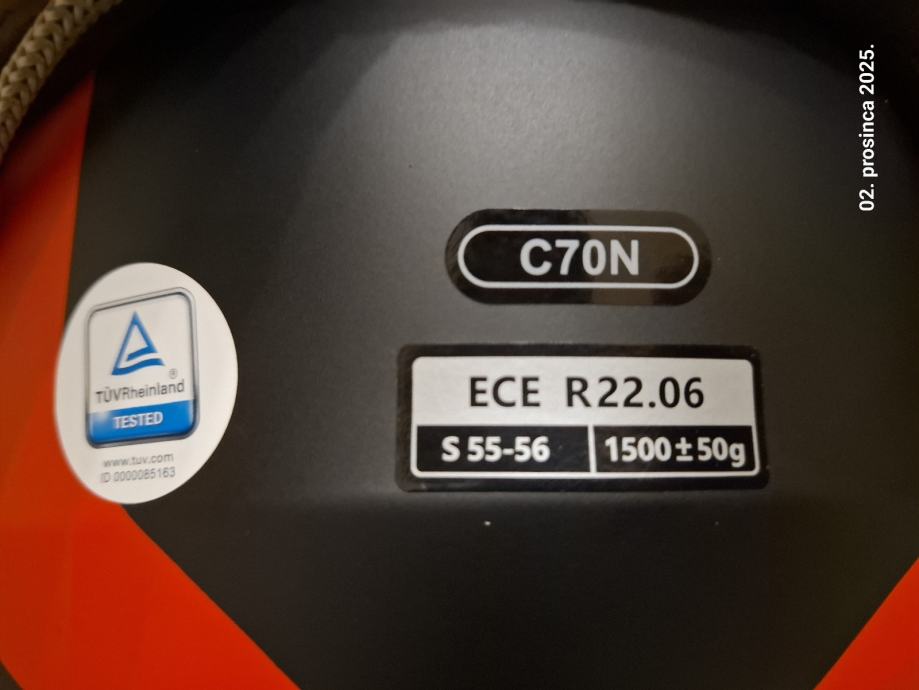 02. prosinca 2025.
C70N
ECE R22.06
S 55-56 1500±50g
TÜVRheinland
®
TESTED
www.tuv.com
ID 0000085163